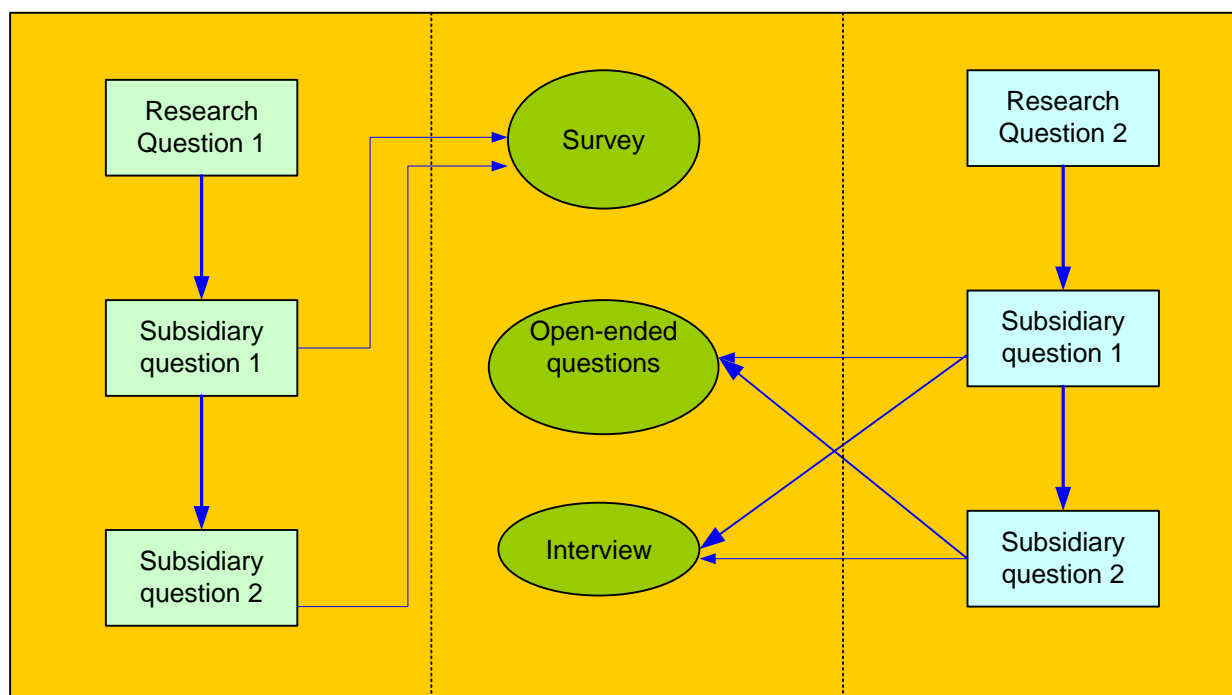 Research
Question 1
Subsidiary
question 1
Subsidiary
question 2
Survey
Open-ended
questions
Interview
Research
Question 2
Subsidiary
question 1
Subsidiary
question 2